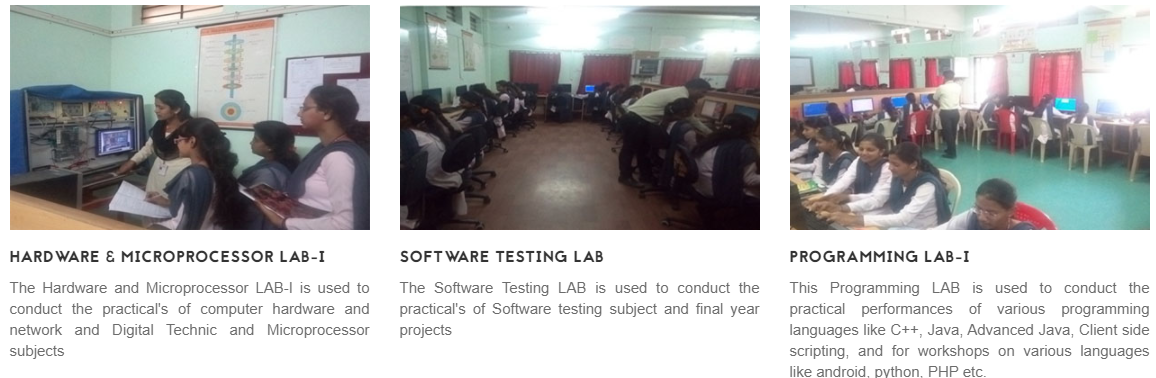 HARDWARE & MICROPROCESSOR LAB-I
The Hardware and Microprocessor LAB-I is used to
conduct the practical's of computer hardware and
network and Digital Technic and Microprocessor
subjects
SOFTWARE TESTING LAB
The Software Testing LAB is used to conduct the
practical's of Software testing subject and final year
projects
PROGRAMMING LAB-I
This Programming LAB is used to conduct the
practical performances of various programming
languages like C++, Java, Advanced Java, Client side
scripting, and for workshops on various languages
like android, python, PHP etc.